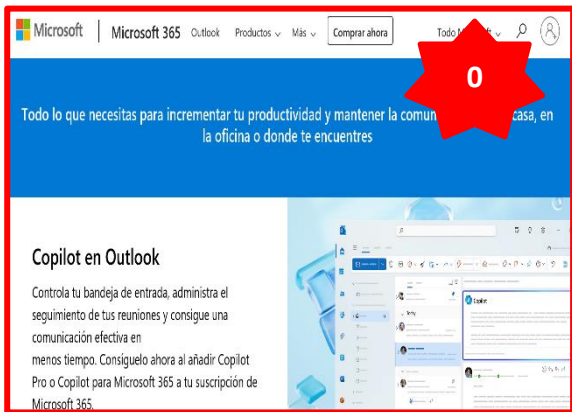 Microsoft Microsoft 365 Outlook Productos Más Comprar ahora Todo M
0
Todo lo que necesitas para incrementar tu productividad y mantener la comun casa, en
la oficina o donde te encuentres
Copilot en Outlook
Controla tu bandeja de entrada, administra el
seguimiento de tus reuniones y consigue una
comunicación efectiva en
menos tiempo. Consíguelo ahora al añadir Copilot
Pro o Copilot para Microsoft 365 a tu suscripción de
Microsoft 365.
Copilot